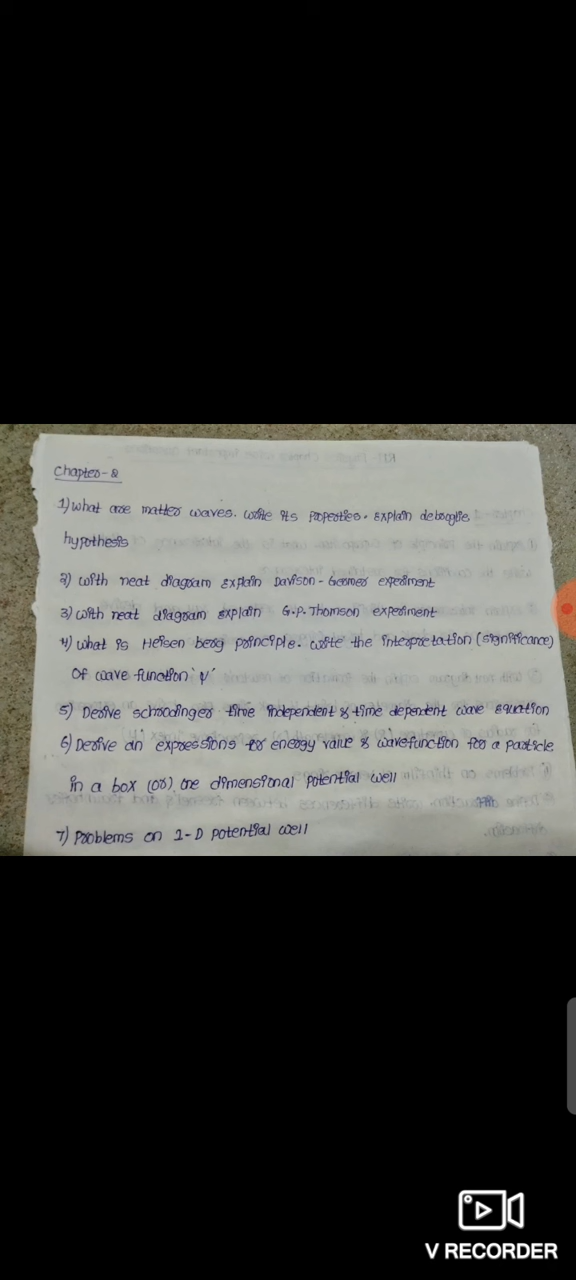 Chapter-2
1) What are matter waves. write its properties. Explain debroglie
hypothesis
2) With neat diagram Explain Davison-Germer experiment
3) With neat diagram Explain G.P. Thomson experiment
4) What is Heisen berg principle. write the interpretation (significance)
Of wave function 'ψ'
5) Derive schrodinger time independent & time dependent wave Equation
6) Derive an expressions for energy value & wavefunction for a particle
in a box (or) one dimensional potential well
7) Problems on 1-D potential well
V RECORDER